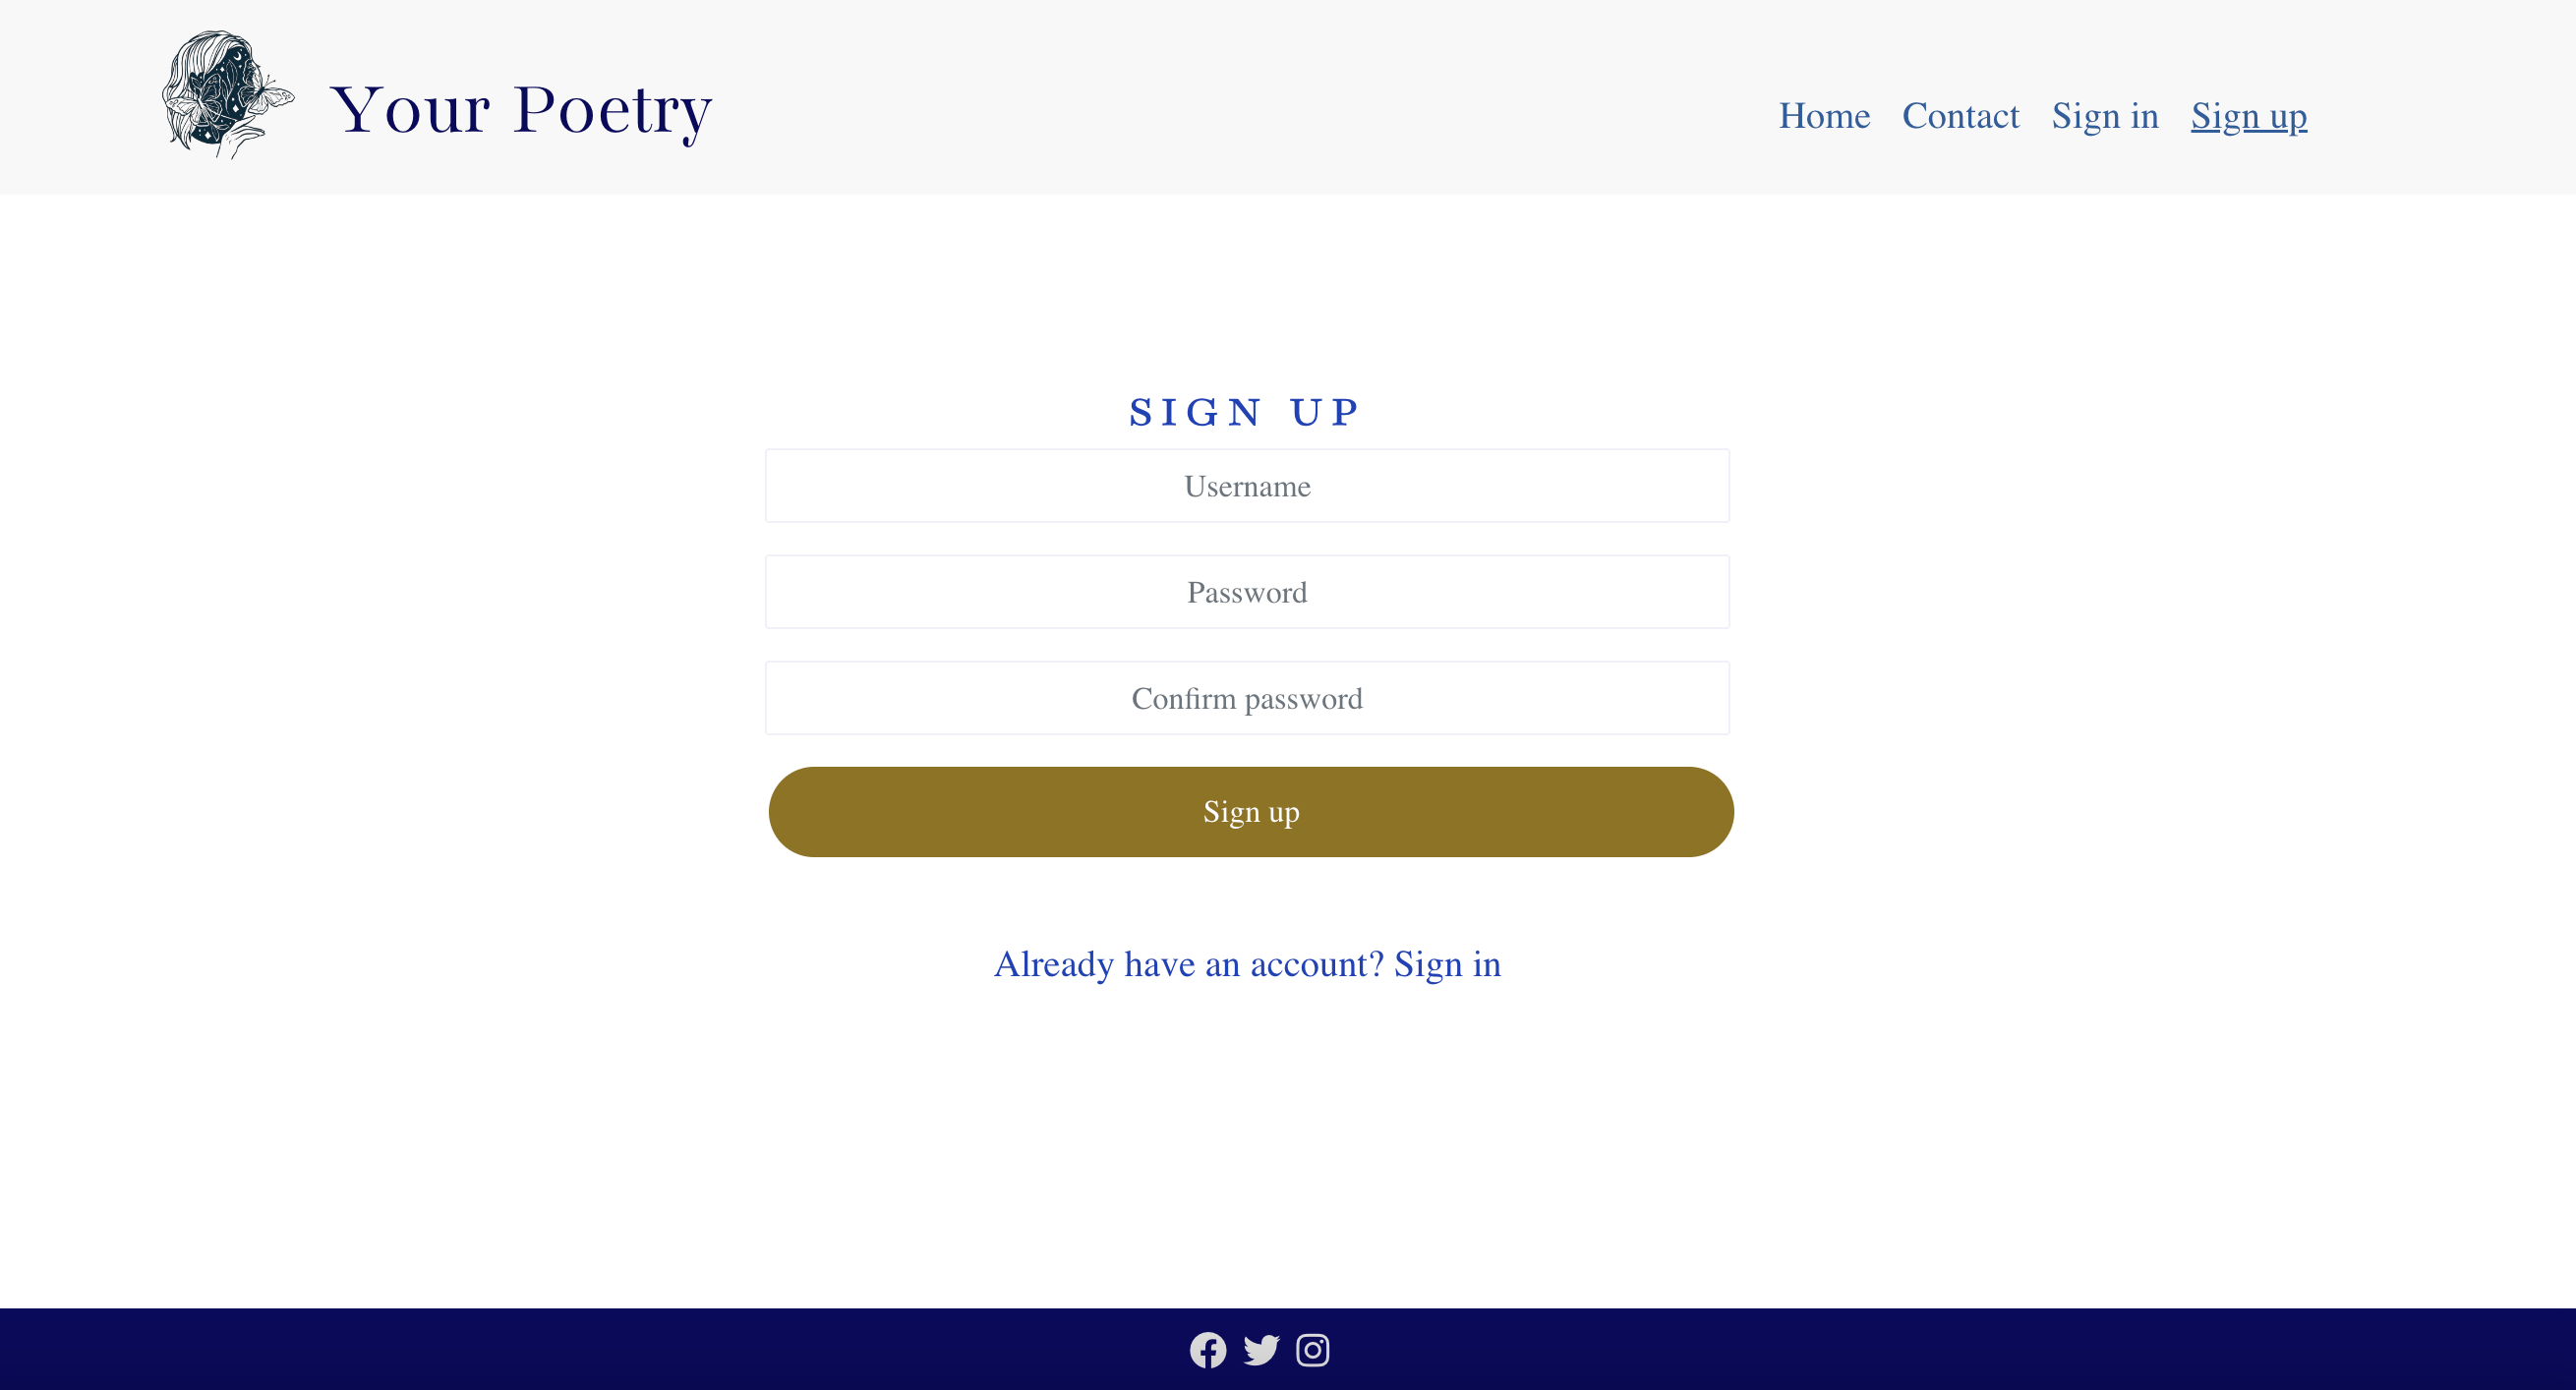 Your Poetry
Home Contact Sign in Sign up
SIGN UP
Username
Password
Confirm password
Sign up
Already have an account? Sign in